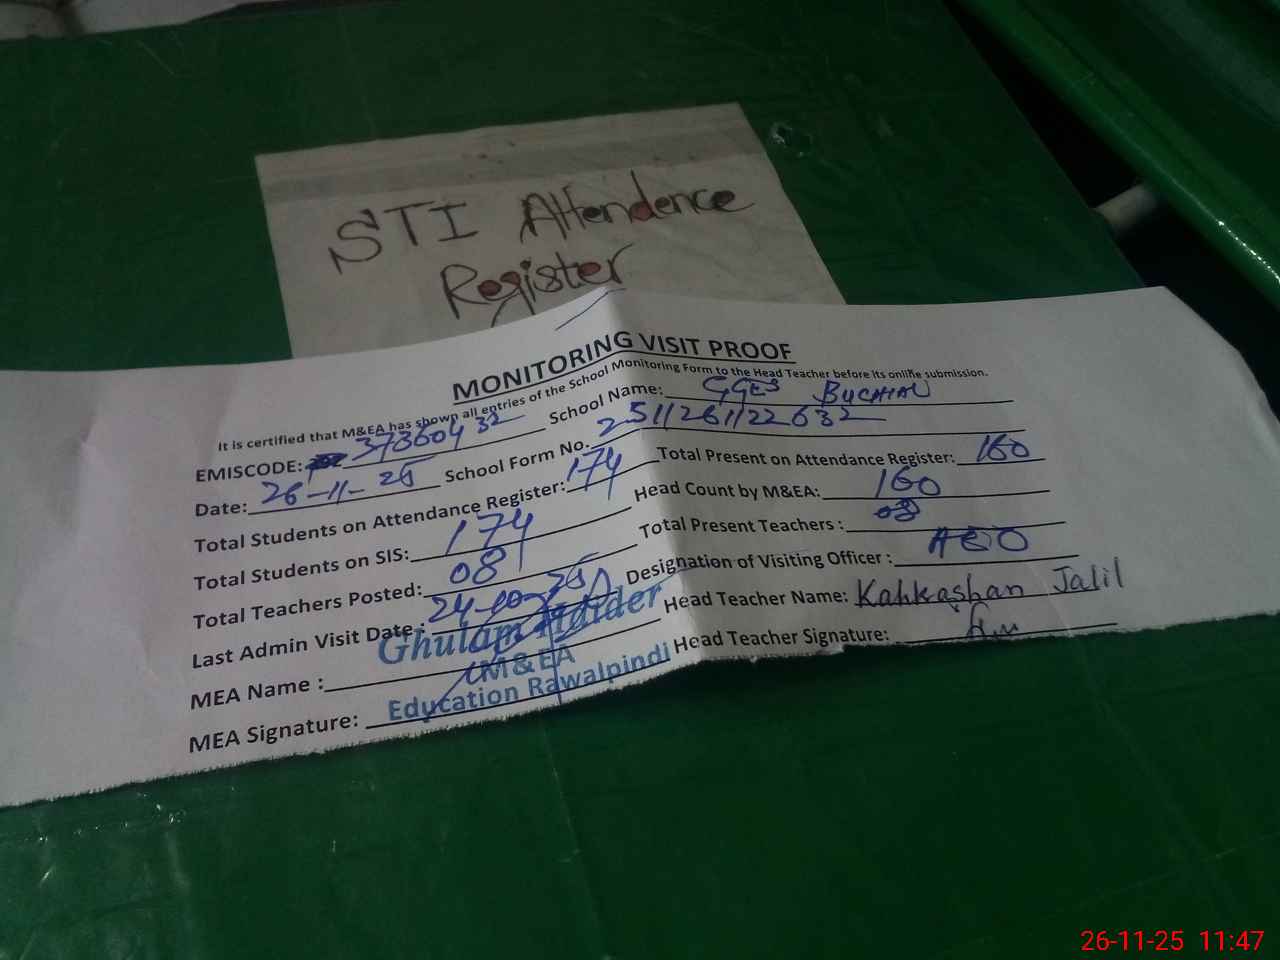 STI Attendence
Register
MONITORING VISIT PROOF
It is certified that M&EA has shown all entries of the School Monitoring Form to the Head Teacher before its online submission.
EMISCODE: 37360432 School Name: GGES BUCHIAL
Date: 26-11-25 School Form No. 251126112632
Total Students on Attendance Register: 174 Total Present on Attendance Register: 160
Total Students on SIS: 174 Head Count by M&EA: 160
Total Teachers Posted: 08 Total Present Teachers : 08
Last Admin Visit Date : 24-10-25 Designation of Visiting Officer : AEO
MEA Name : Ghulam Haider Head Teacher Name: Kahkashan Jalil
M&EA
MEA Signature: Education Rawalpindi Head Teacher Signature:
26-11-25 11:47